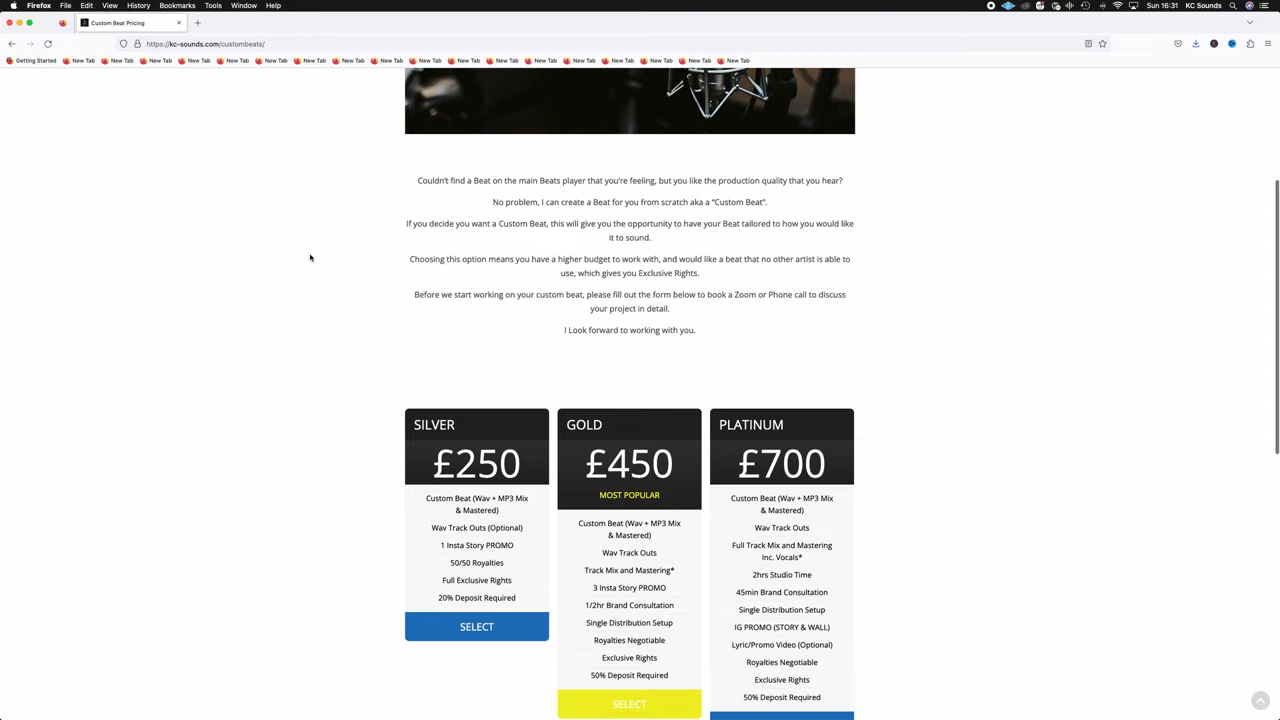 Firefox File Edit View History Bookmarks Tools Window Help Sun 16:31 KC Sounds
Custom Beat Pricing
https://kc-sounds.com/custombeats/
Getting Started New Tab New Tab New Tab New Tab New Tab New Tab New Tab New Tab New Tab New Tab New Tab New Tab New Tab New Tab New Tab New Tab New Tab New Tab
Couldn't find a Beat on the main Beats player that you're feeling, but you like the production quality that you hear?
No problem, I can create a Beat for you from scratch aka a "Custom Beat".
If you decide you want a Custom Beat, this will give you the opportunity to have your Beat tailored to how you would like
it to sound.
Choosing this option means you have a higher budget to work with, and would like a beat that no other artist is able to
use, which gives you Exclusive Rights.
Before we start working on your custom beat, please fill out the form below to book a Zoom or Phone call to discuss
your project in detail.
I Look forward to working with you.
SILVER
£250
Custom Beat (Wav + MP3 Mix
& Mastered)
Wav Track Outs (Optional)
1 Insta Story PROMO
50/50 Royalties
Full Exclusive Rights
20% Deposit Required
SELECT
GOLD
£450
MOST POPULAR
Custom Beat (Wav + MP3 Mix
& Mastered)
Wav Track Outs
Track Mix and Mastering*
3 Insta Story PROMO
1/2hr Brand Consultation
Single Distribution Setup
Royalties Negotiable
Exclusive Rights
50% Deposit Required
SELECT
PLATINUM
£700
Custom Beat (Wav + MP3 Mix
& Mastered)
Wav Track Outs
Full Track Mix and Mastering
Inc. Vocals*
2hrs Studio Time
45min Brand Consultation
Single Distribution Setup
IG PROMO (STORY & WALL)
Lyric/Promo Video (Optional)
Royalties Negotiable
Exclusive Rights
50% Deposit Required